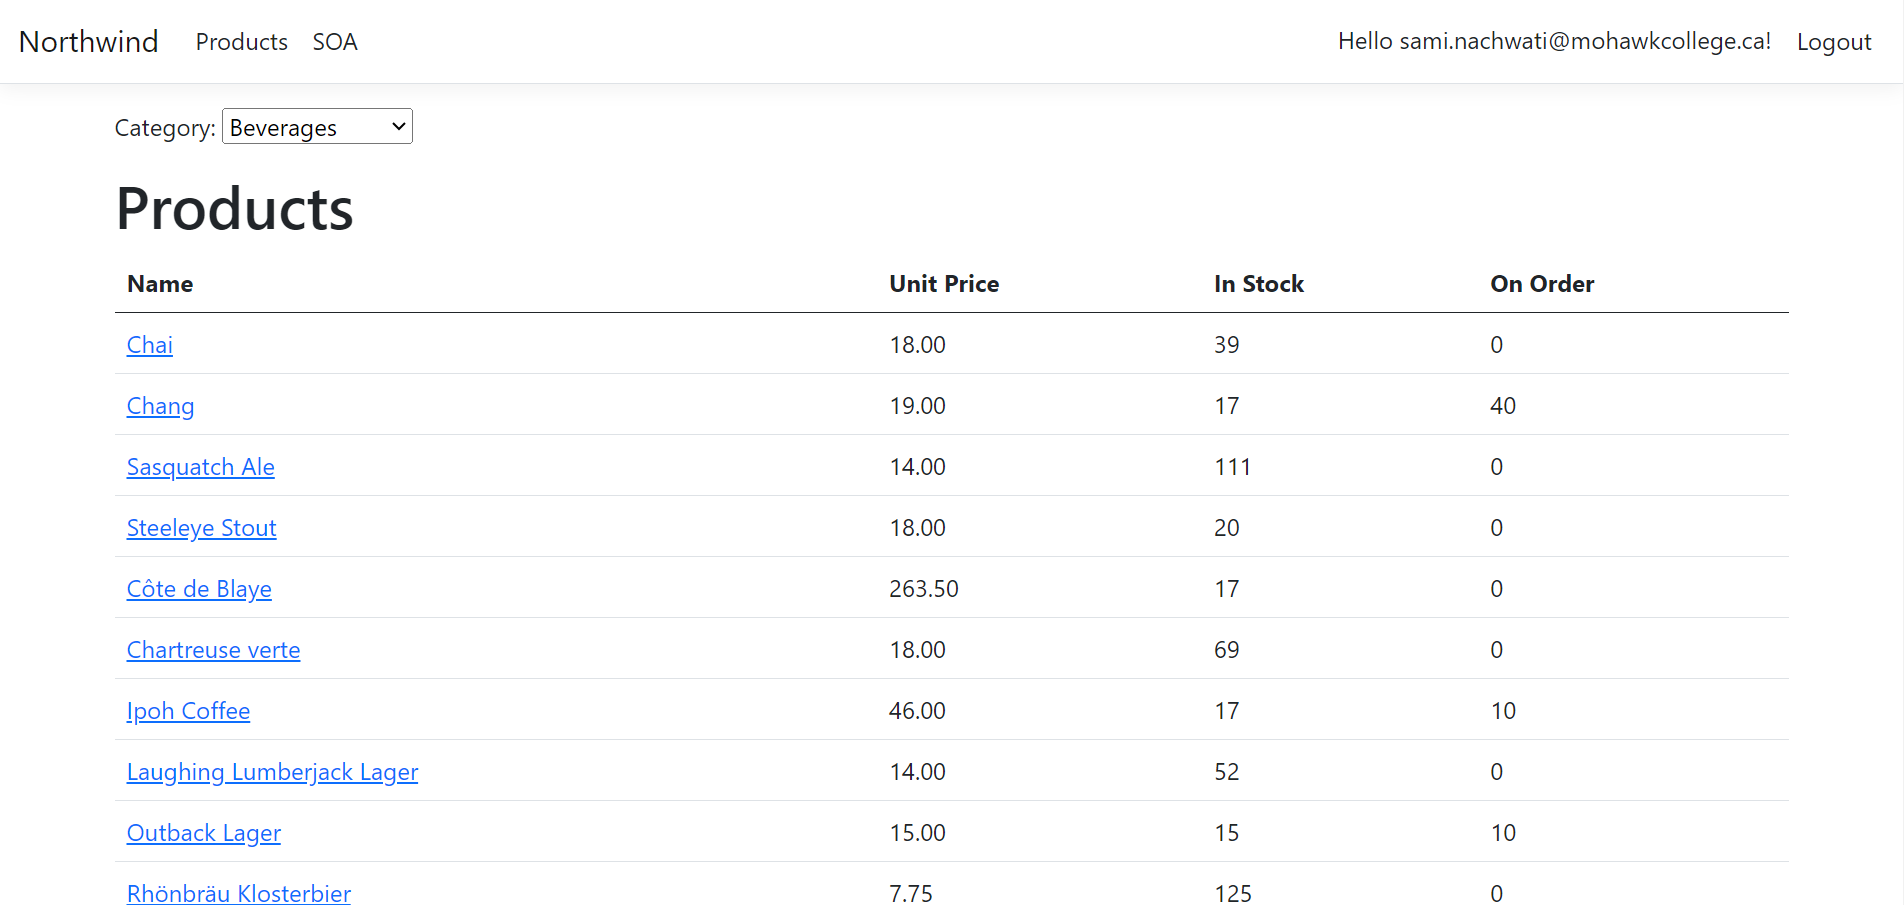 Northwind Products SOA Hello sami.nachwati@mohawkcollege.ca! Logout
Category: Beverages
Products
Name Unit Price In Stock On Order
Chai 18.00 39 0
Chang 19.00 17 40
Sasquatch Ale 14.00 111 0
Steeleye Stout 18.00 20 0
Côte de Blaye 263.50 17 0
Chartreuse verte 18.00 69 0
Ipoh Coffee 46.00 17 10
Laughing Lumberjack Lager 14.00 52 0
Outback Lager 15.00 15 10
Rhönbräu Klosterbier 7.75 125 0